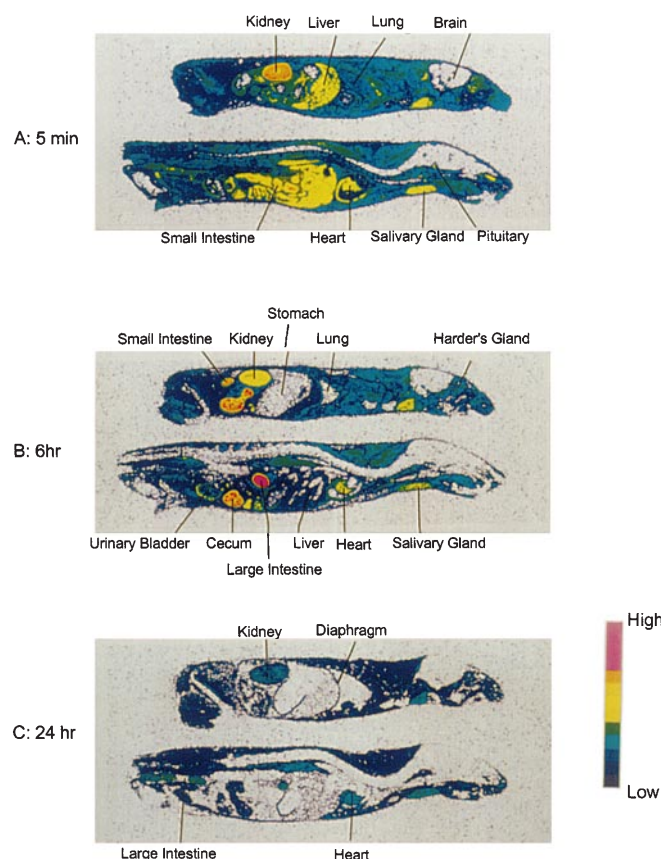 Kidney Liver Lung Brain
A: 5 min
Small Intestine Heart Salivary Gland Pituitary
Stomach
Small Intestine Kidney Lung Harder's Gland
B: 6hr
Urinary Bladder Cecum Liver Heart Salivary Gland
Large Intestine
High
Kidney Diaphragm
C: 24 hr
Low
Large Intestine Heart